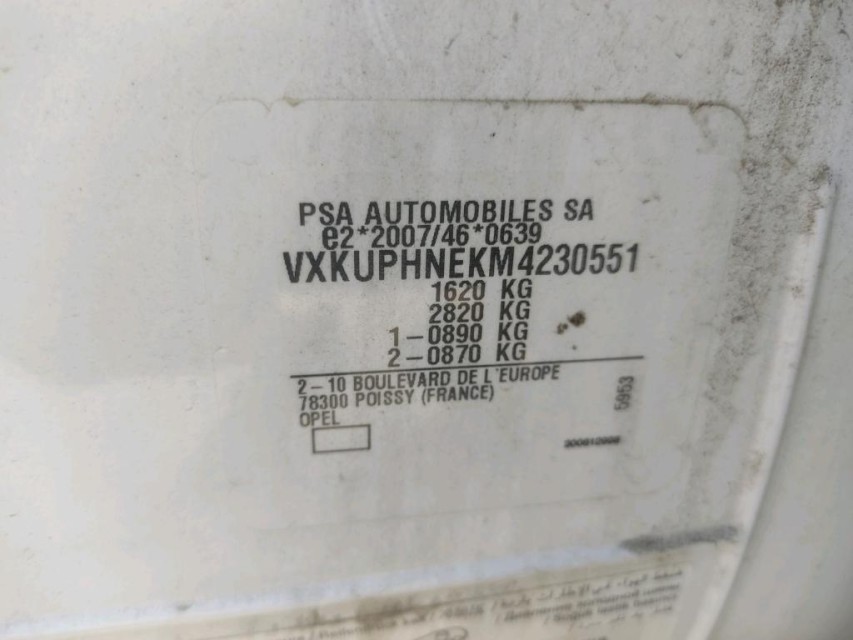 PSA AUTOMOBILES SA
e2*2007/46*0639
VXKUPHNEKM4230551
1620 KG
2820 KG
1-0890 KG
2-0870 KG
2-10 BOULEVARD DE L'EUROPE
78300 POISSY (FRANCE)
OPEL
5953